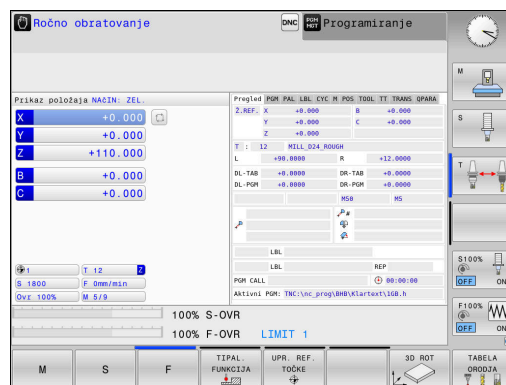 Ročno obratovanje
DNC
PGM MGT
Programiranje
Prikaz položaja NAčIN: ŽEL.
X +0.000
Y +0.000
Z +110.000
B +0.000
C +0.000
1 T 12 Z
S 1800 F 0mm/min
Ovr 100% M 5/9
Pregled PGM PAL LBL CYC M POS TOOL TT TRANS QPARA
Ž.REF. X +0.000 B +0.000
Y +0.000 C +0.000
Z +0.000
T : 12 MILL_D24_ROUGH
L +90.0000 R +12.0000
DL-TAB +0.0000 DR-TAB +0.0000
DL-PGM +0.0000 DR-PGM +0.0000
M50 M5
P#
P
LBL
LBL REP
PGM CALL 00:00:00
Aktivni PGM: TNC:\nc_prog\BHB\Klartext\1GB.h
100% S-OVR
100% F-OVR LIMIT 1
M
S
T
S100%
OFF ON
F100%
OFF ON
M
S
F
TIPAL. FUNKCIJA
UPR. REF. TOČKE
3D ROT
TABELA ORODJA